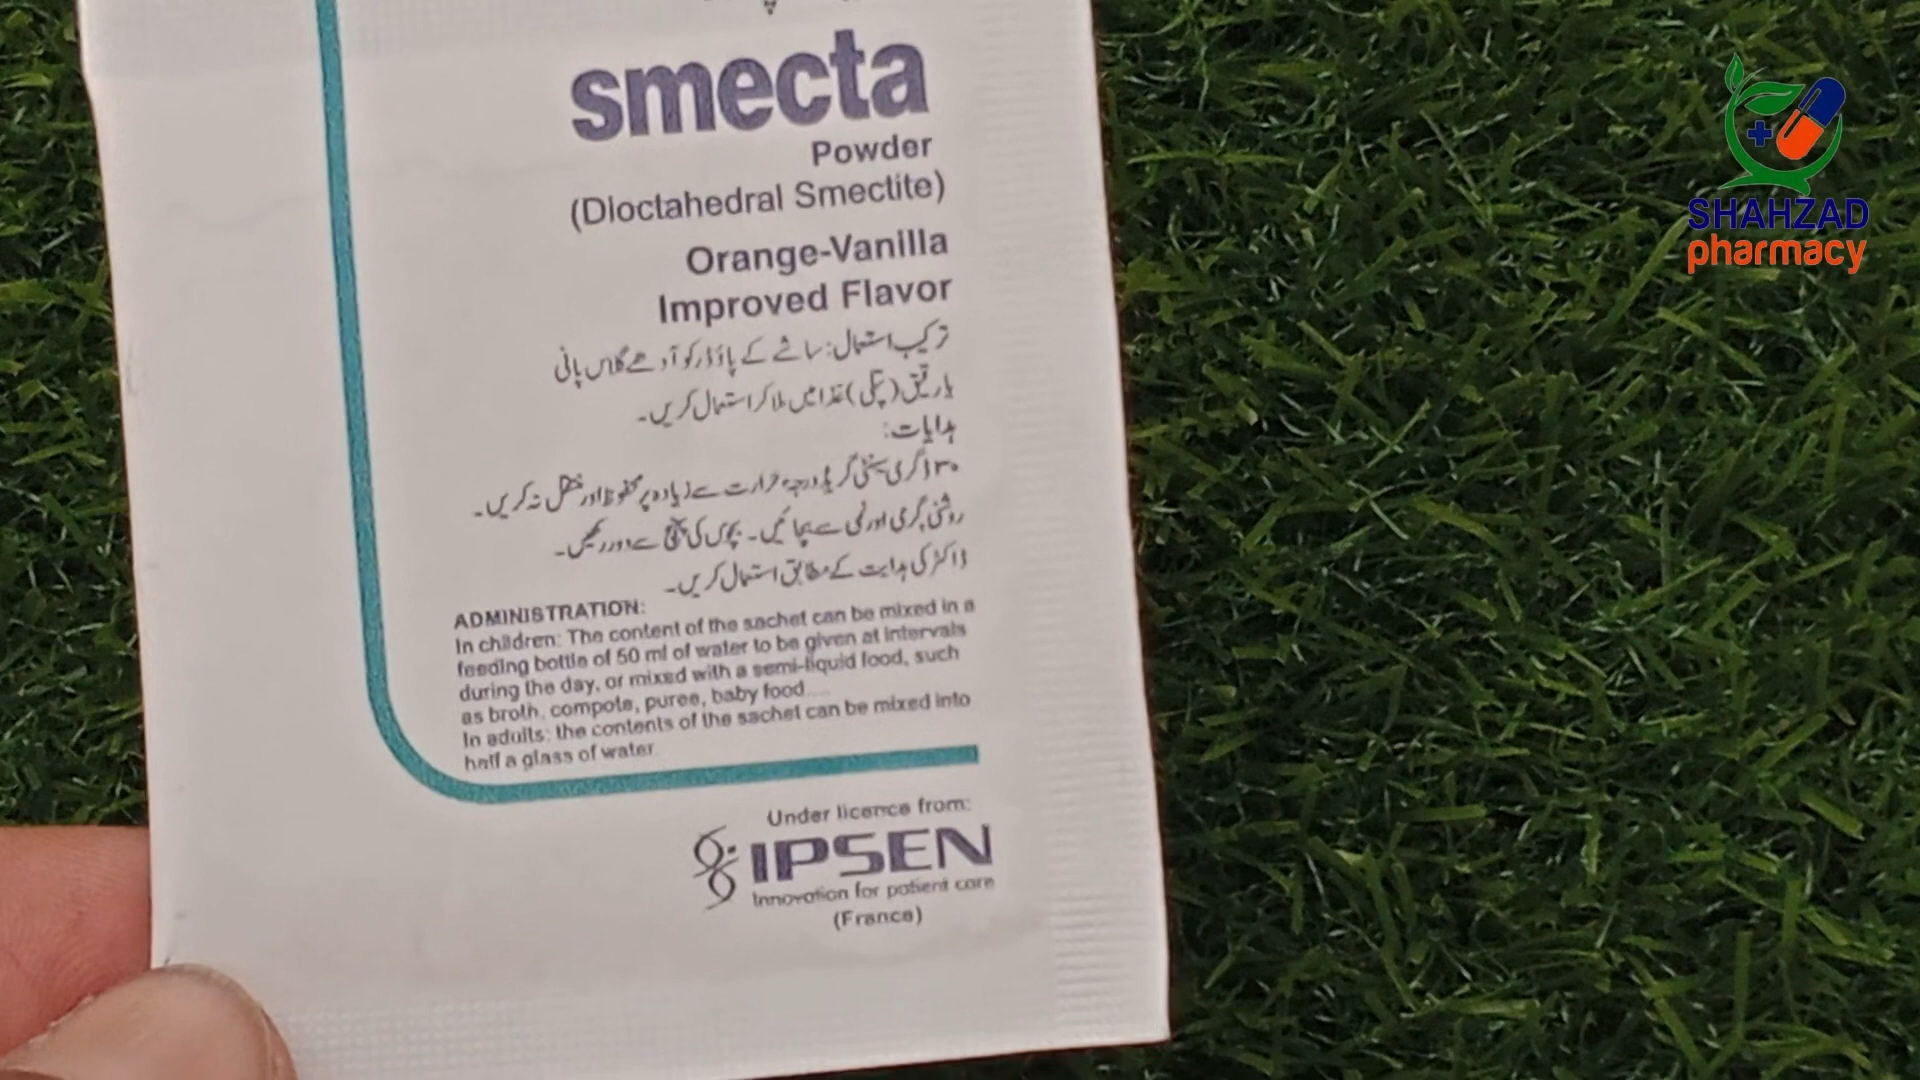 smecta
Powder
(Dioctahedral Smectite)
Orange-Vanilla
Improved Flavor
ترکیب استعمال: ساشے کے پاؤڈر کو آدھے گلاس پانی
یا رقیق (پتلی) غذا میں ملا کر استعمال کریں۔
ہدایات:
۳۰ ڈگری سینٹی گریڈ درجہ حرارت سے زیادہ پر محفوظ اور منتقل نہ کریں۔
روشنی، گرمی اور نمی سے بچائیں۔ بچوں کی پہنچ سے دور رکھیں۔
ڈاکٹر کی ہدایت کے مطابق استعمال کریں۔
ADMINISTRATION:
In children: The content of the sachet can be mixed in a
feeding bottle of 50 ml of water to be given at intervals
during the day, or mixed with a semi-liquid food, such
as broth, compote, puree, baby food.....
In adults: the contents of the sachet can be mixed into
half a glass of water
Under licence from:
IPSEN
Innovation for patient care
(France)
SHAHZAD
pharmacy